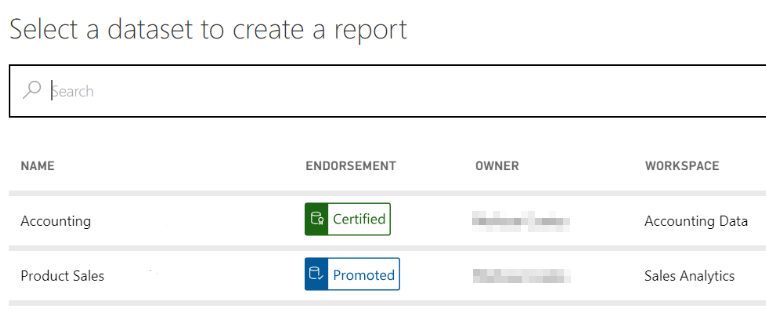 Select a dataset to create a report
Search
NAME ENDORSEMENT OWNER WORKSPACE
Accounting Certified Accounting Data
Product Sales Promoted Sales Analytics